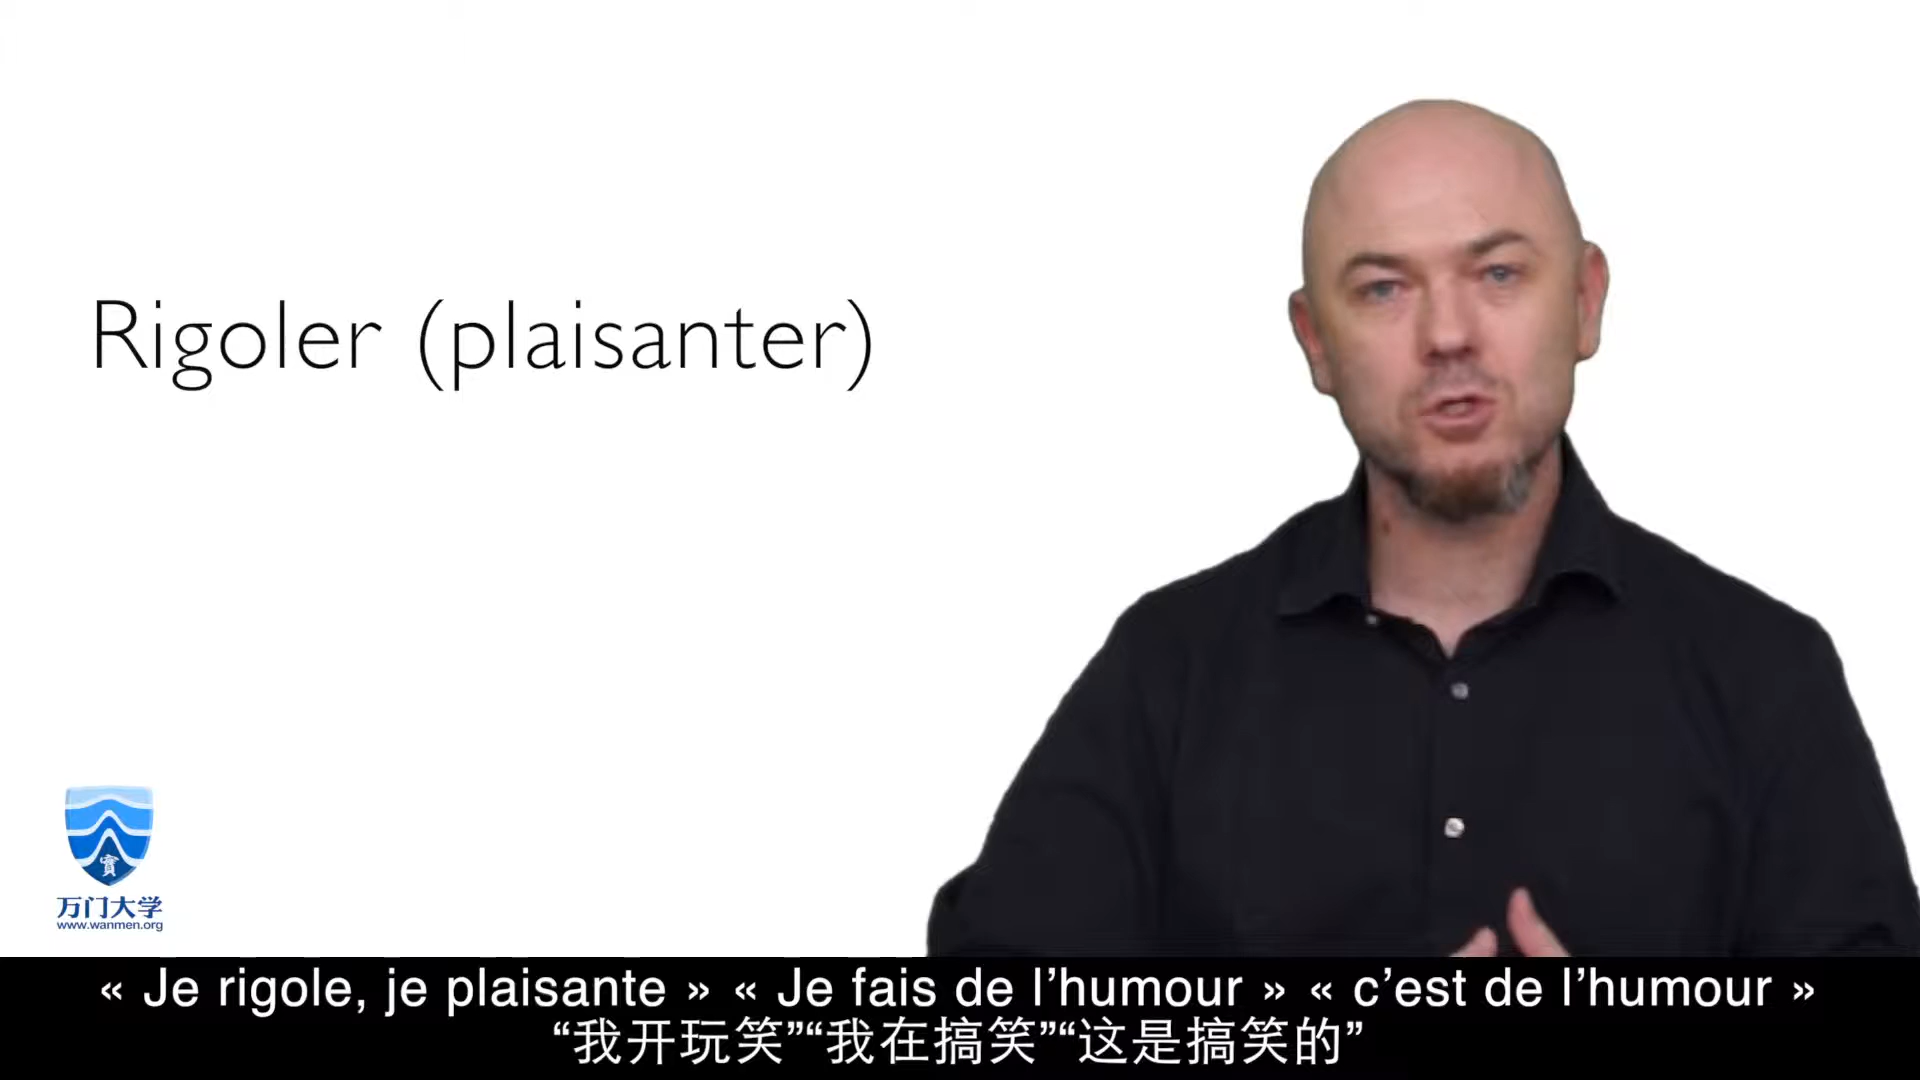 Rigoler (plaisanter)
寳
万门大学
www.wanmen.org
« Je rigole, je plaisante » « Je fais de l’humour » « c’est de l’humour »
“我开玩笑”“我在搞笑”“这是搞笑的”